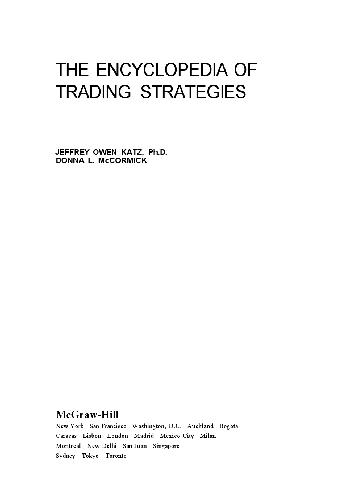 THE ENCYCLOPEDIA OF
TRADING STRATEGIES
JEFFREY OWEN KATZ, Ph.D.
DONNA L. McCORMICK
McGraw-Hill
New York San Francisco Washington, D.C. Auckland Bogota
Caracas Lisbon London Madrid Mexico City Milan
Montreal New Delhi San Juan Singapore
Sydney Tokyo Toronto